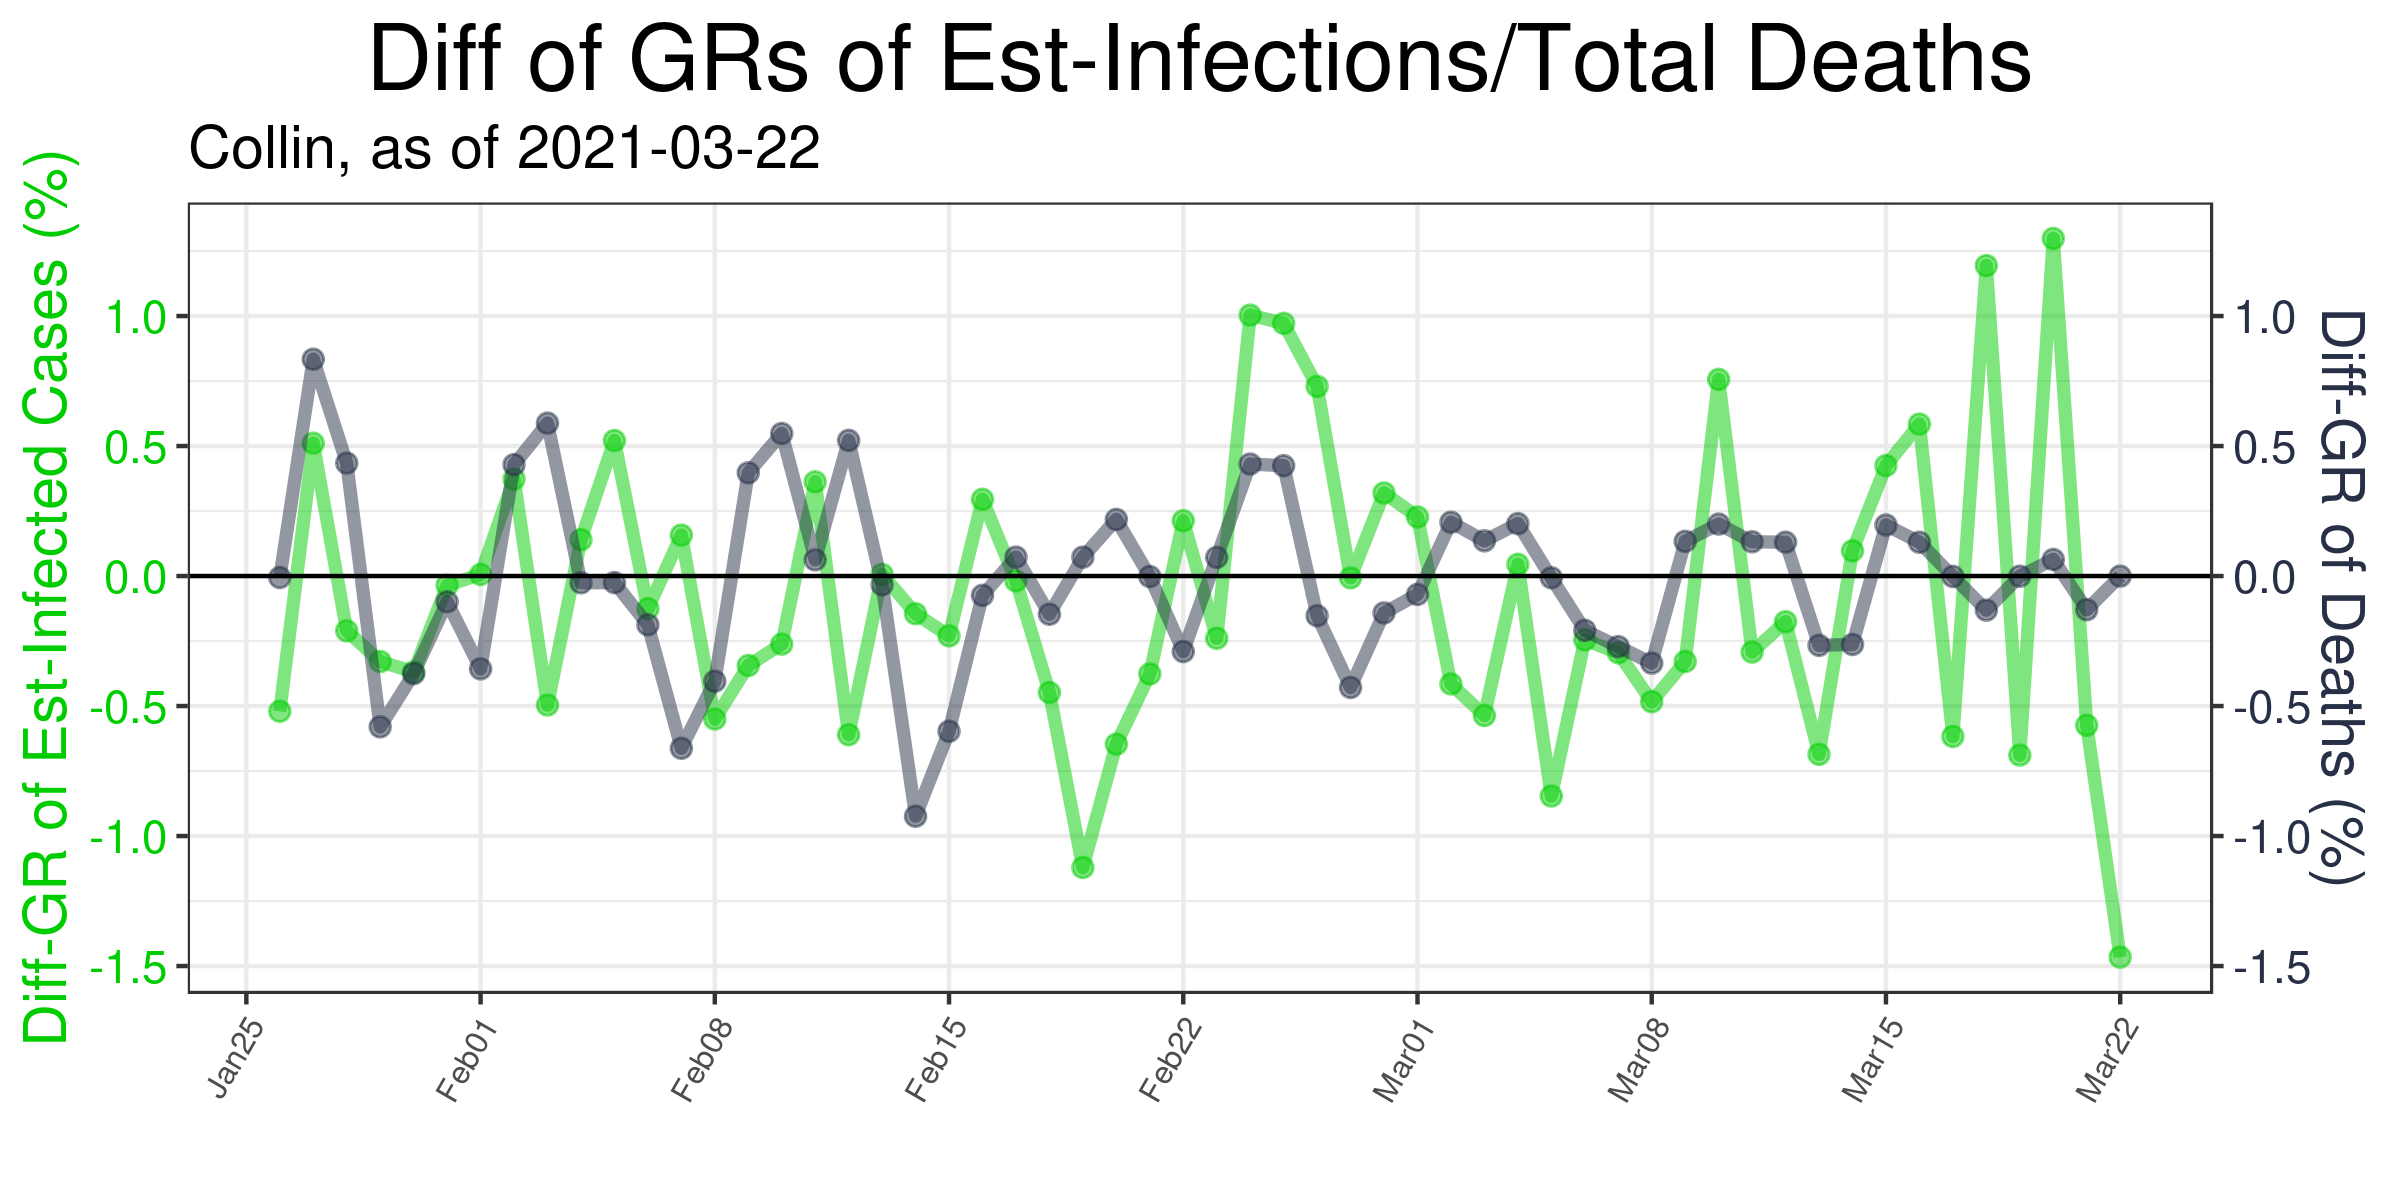 Diff of GRs of Est-Infections/Total Deaths
Collin, as of 2021-03-22
Diff-GR of Est-Infected Cases (%)
1.0
0.5
0.0
-0.5
-1.0
-1.5
1.0
0.5
0.0
-0.5
-1.0
-1.5
Diff-GR of Deaths (%)
Jan25
Feb01
Feb08
Feb15
Feb22
Mar01
Mar08
Mar15
Mar22